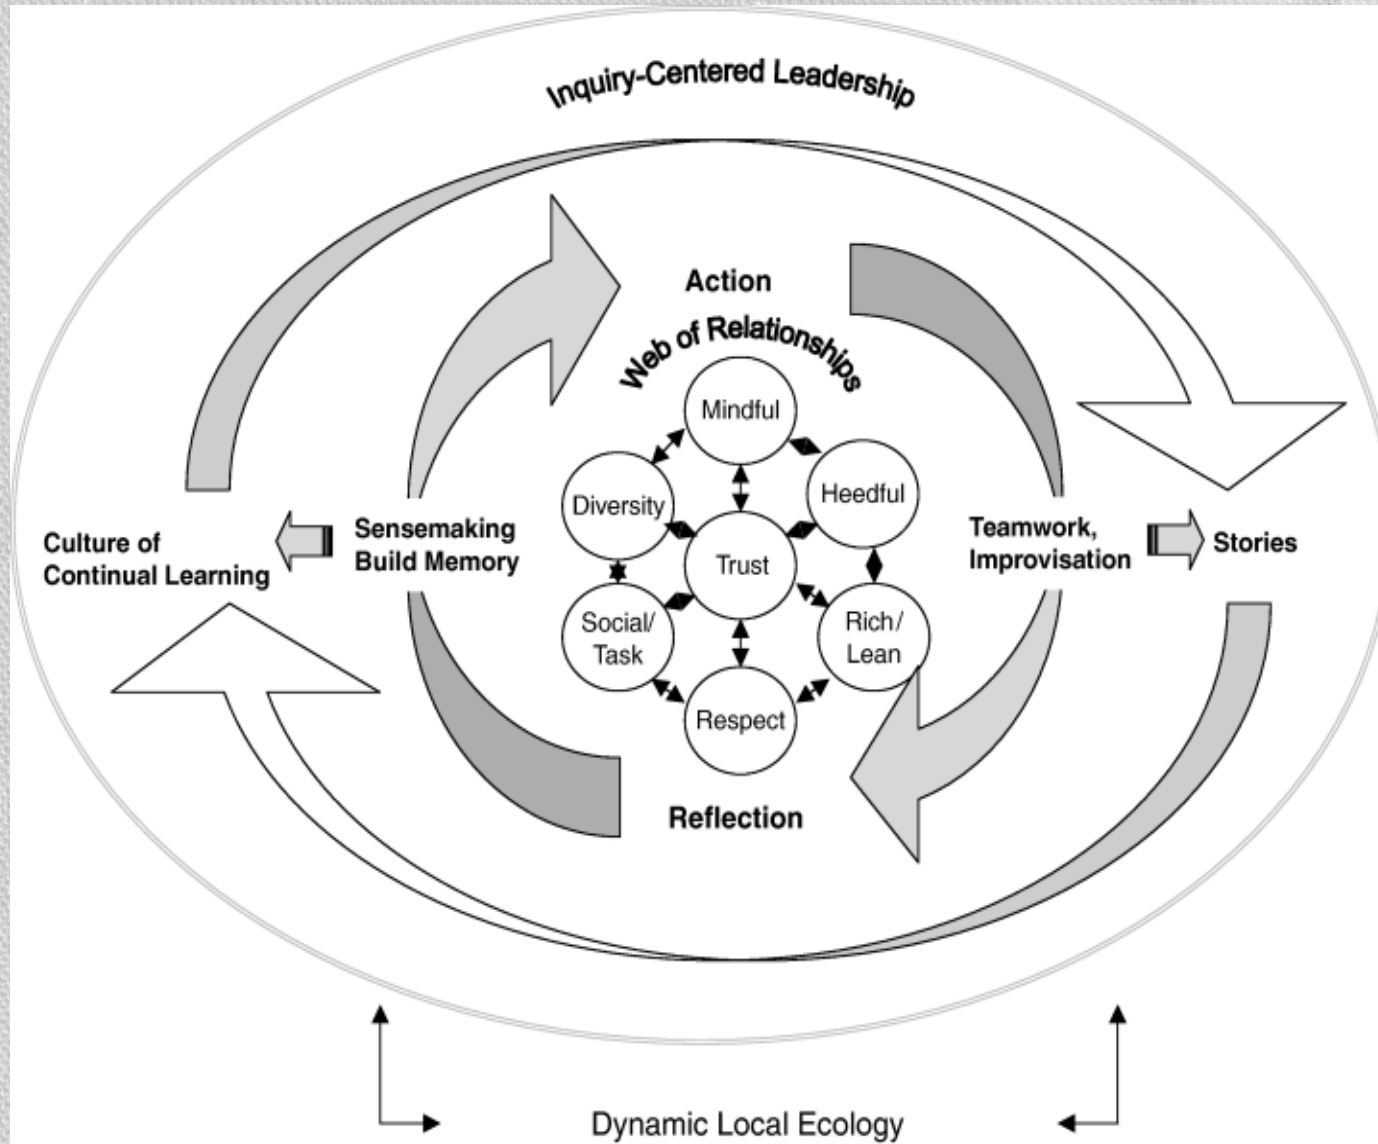 Inquiry-Centered Leadership
Action
Web of Relationships
Mindful
Diversity
Heedful
Culture of
Continual Learning
Sensemaking
Build Memory
Trust
Teamwork,
Improvisation
Stories
Social/
Task
Rich/
Lean
Respect
Reflection
Dynamic Local Ecology